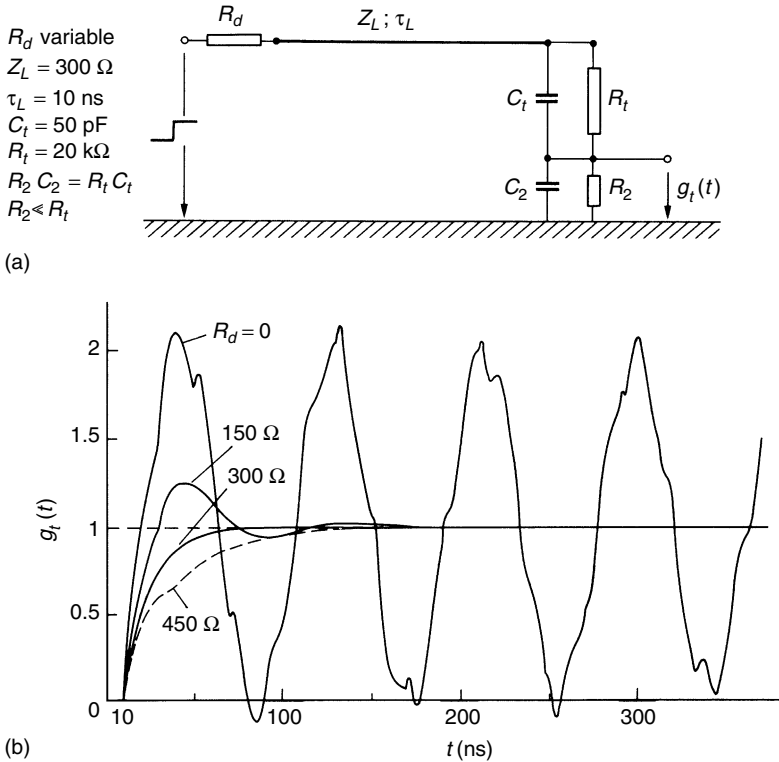 R_d
Z_L ; τ_L
R_d variable
Z_L = 300 Ω
τ_L = 10 ns
C_t = 50 pF
R_t = 20 kΩ
R_2 C_2 = R_t C_t
R_2 ≪ R_t
C_t
R_t
C_2
R_2
g_t(t)
(a)
g_t(t)
2
1.5
1
0.5
0
R_d = 0
150 Ω
300 Ω
450 Ω
10
100
200
300
t (ns)
(b)